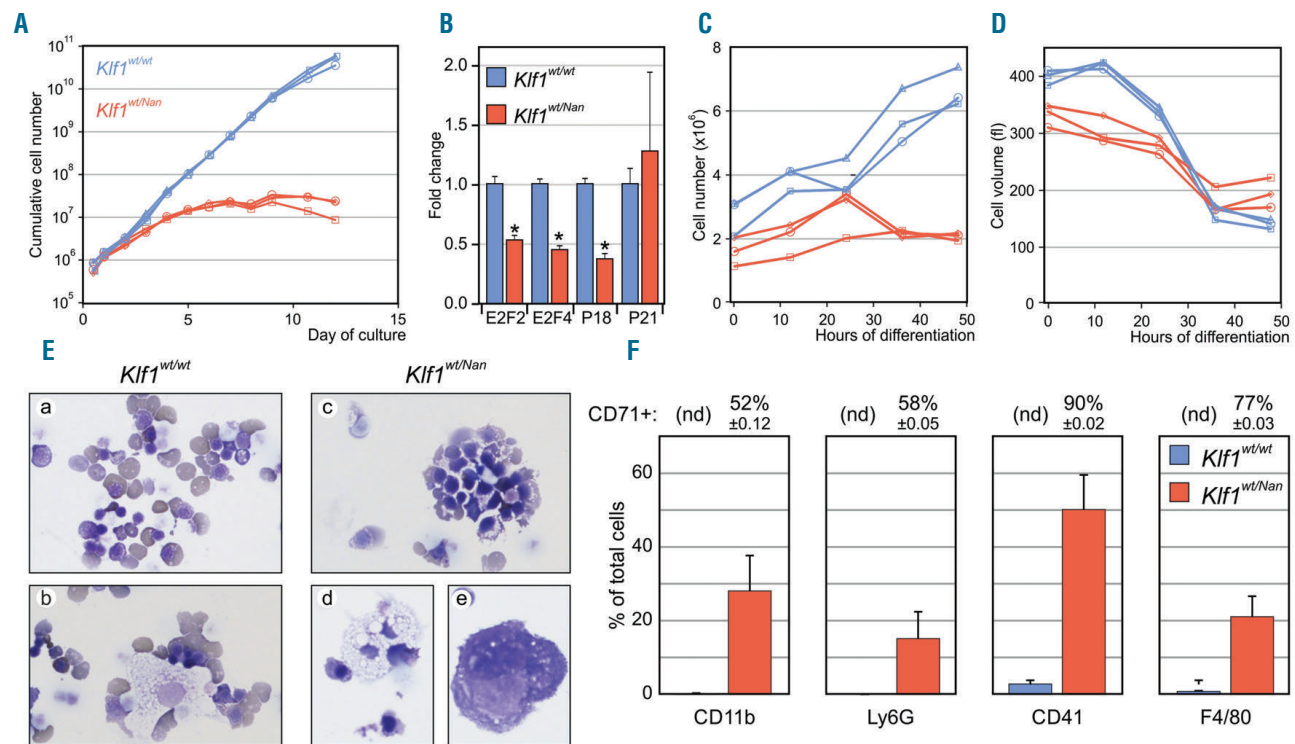 A
Cumulative cell number
10^11
10^10
10^9
10^8
10^7
10^6
10^5
Klf1^wt/wt
Klf1^wt/Nan
0 5 10 15
Day of culture
B
Fold change
2.0
1.5
1.0
0.5
0.0
Klf1^wt/wt
Klf1^wt/Nan
* * *
E2F2 E2F4 P18 P21
C
Cell number (x10^6)
8
6
4
2
0
0 10 20 30 40 50
Hours of differentiation
D
Cell volume (fl)
400
300
200
100
0
0 10 20 30 40 50
Hours of differentiation
E
Klf1^wt/wt Klf1^wt/Nan
a
c
b
d
e
F
CD71+: (nd) 52% (nd) 58% (nd) 90% (nd) 77%
±0.12 ±0.05 ±0.02 ±0.03
% of total cells
60
40
20
0
Klf1^wt/wt
Klf1^wt/Nan
CD11b Ly6G CD41 F4/80